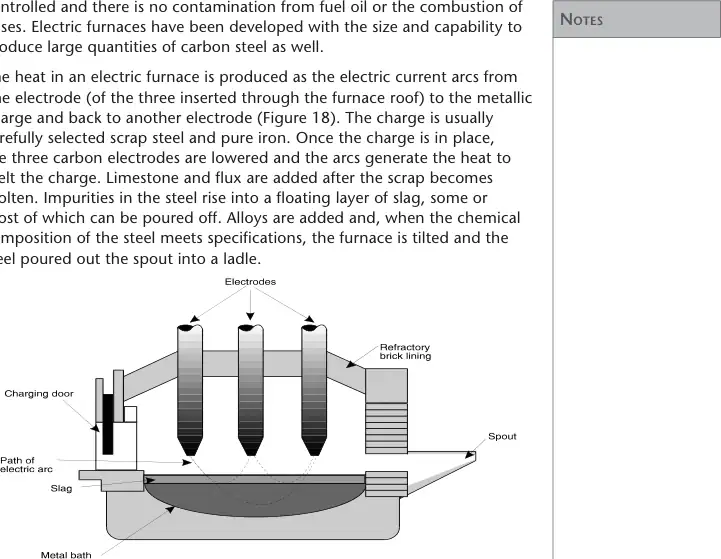 ntrolled and there is no contamination from fuel oil or the combustion of
ses. Electric furnaces have been developed with the size and capability to
oduce large quantities of carbon steel as well.
he heat in an electric furnace is produced as the electric current arcs from
ne electrode (of the three inserted through the furnace roof) to the metallic
arge and back to another electrode (Figure 18). The charge is usually
refully selected scrap steel and pure iron. Once the charge is in place,
e three carbon electrodes are lowered and the arcs generate the heat to
elt the charge. Limestone and flux are added after the scrap becomes
olten. Impurities in the steel rise into a floating layer of slag, some or
ost of which can be poured off. Alloys are added and, when the chemical
mposition of the steel meets specifications, the furnace is tilted and the
eel poured out the spout into a ladle.
NOTES
Electrodes
Refractory
brick lining
Charging door
Spout
Path of
electric arc
Slag
Metal bath